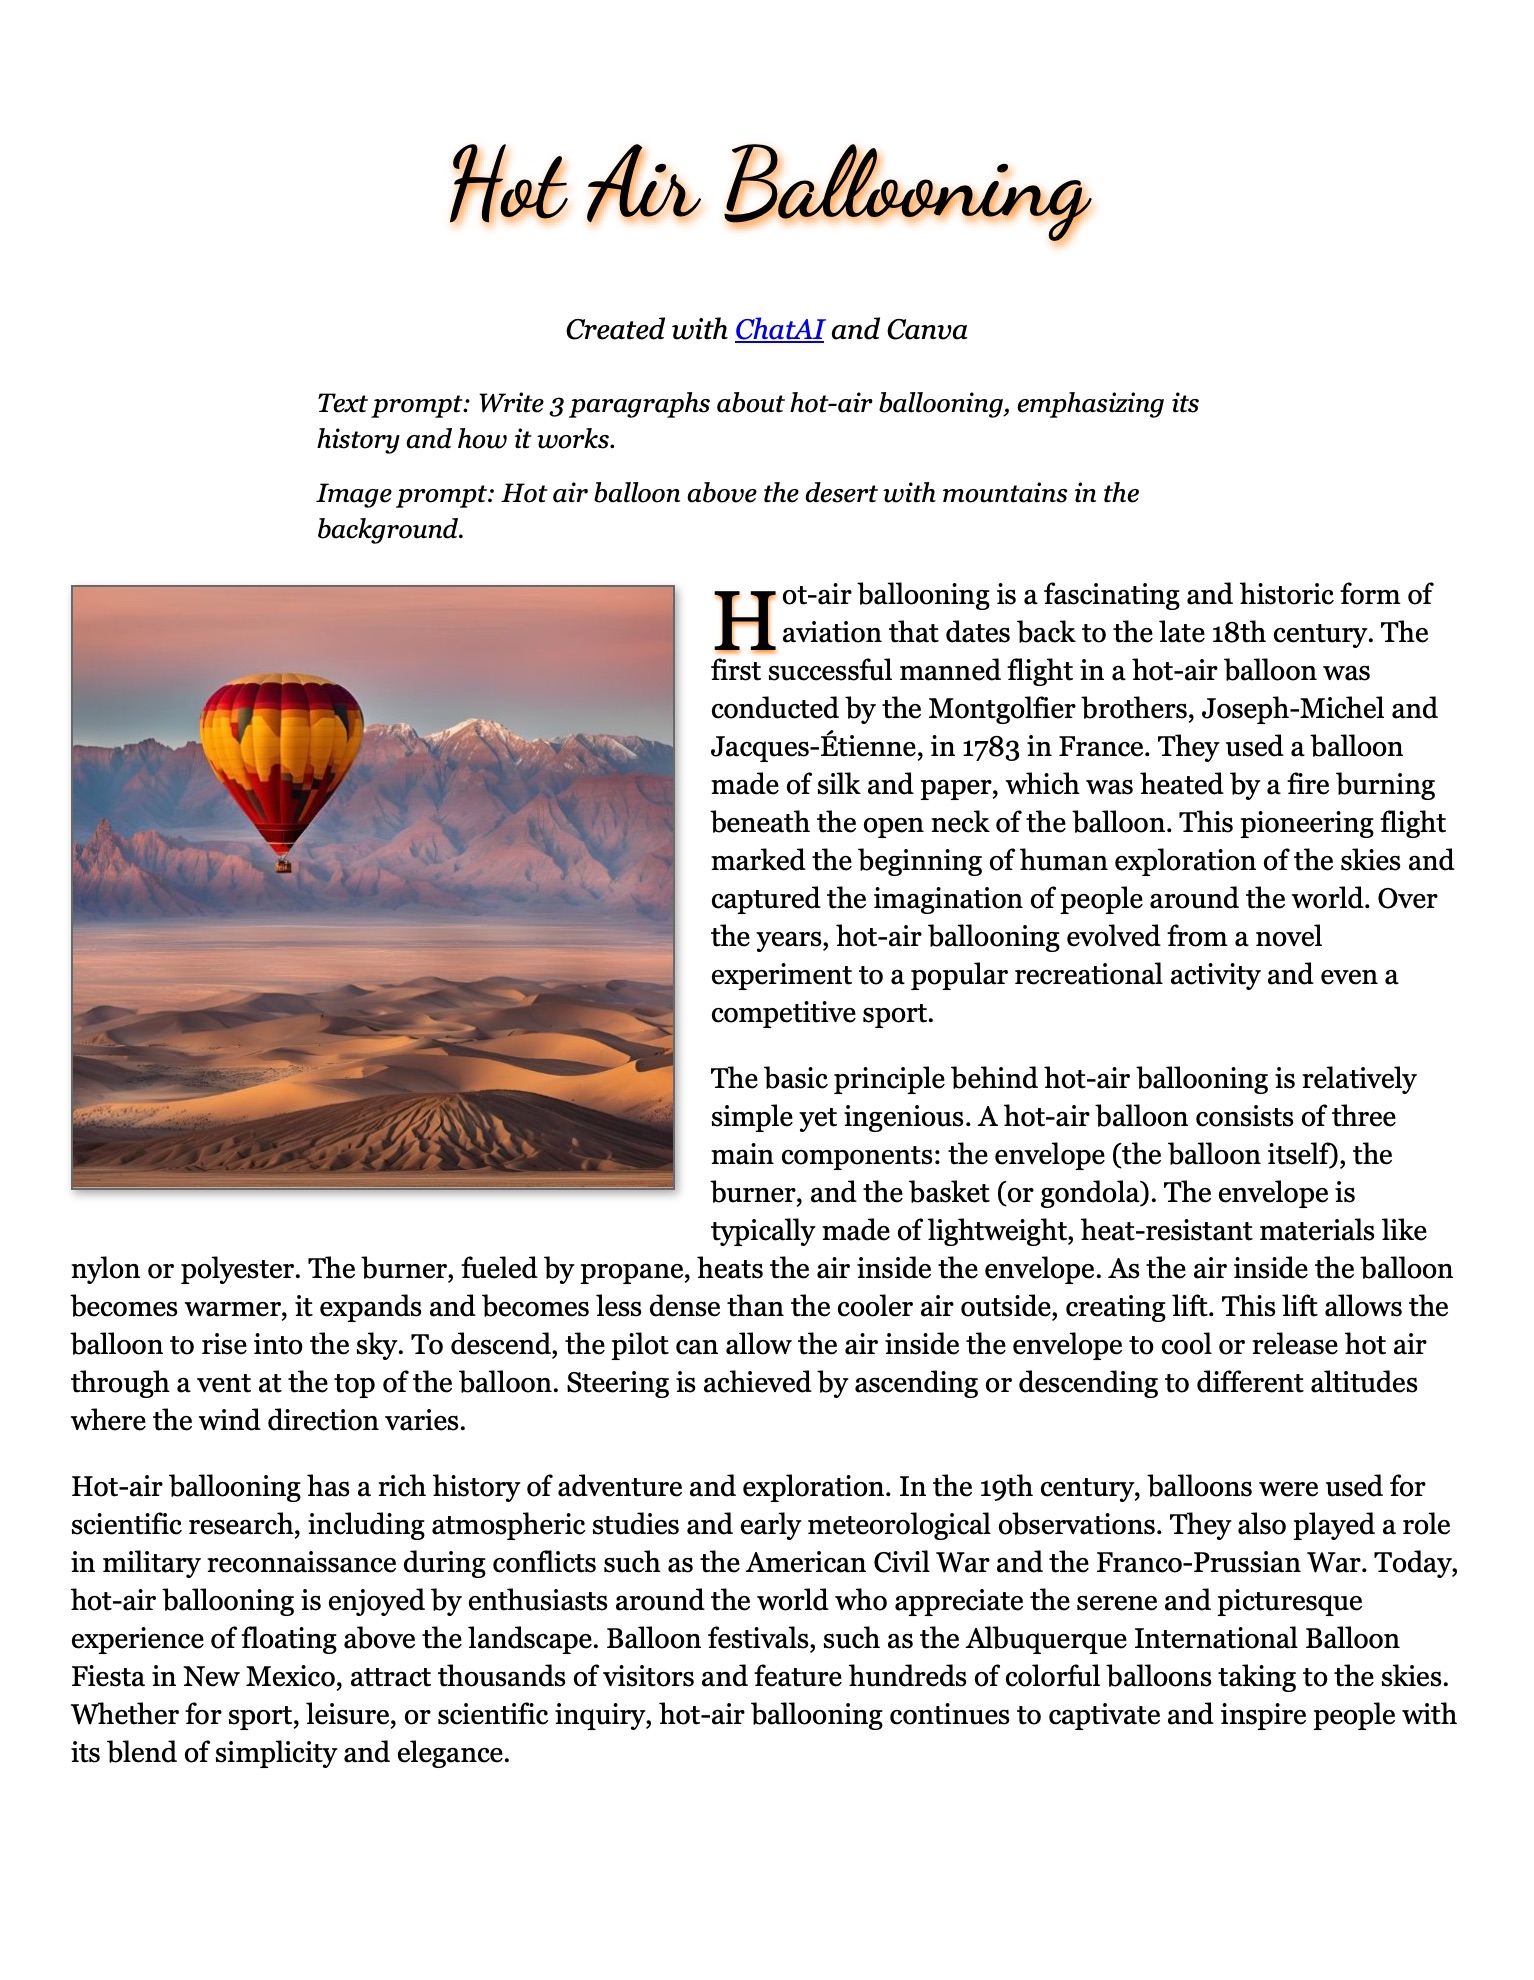 Hot Air Ballooning
Created with ChatAI and Canva
Text prompt: Write 3 paragraphs about hot-air ballooning, emphasizing its
history and how it works.
Image prompt: Hot air balloon above the desert with mountains in the
background.
Hot-air ballooning is a fascinating and historic form of
aviation that dates back to the late 18th century. The
first successful manned flight in a hot-air balloon was
conducted by the Montgolfier brothers, Joseph-Michel and
Jacques-Étienne, in 1783 in France. They used a balloon
made of silk and paper, which was heated by a fire burning
beneath the open neck of the balloon. This pioneering flight
marked the beginning of human exploration of the skies and
captured the imagination of people around the world. Over
the years, hot-air ballooning evolved from a novel
experiment to a popular recreational activity and even a
competitive sport.
The basic principle behind hot-air ballooning is relatively
simple yet ingenious. A hot-air balloon consists of three
main components: the envelope (the balloon itself), the
burner, and the basket (or gondola). The envelope is
typically made of lightweight, heat-resistant materials like
nylon or polyester. The burner, fueled by propane, heats the air inside the envelope. As the air inside the balloon
becomes warmer, it expands and becomes less dense than the cooler air outside, creating lift. This lift allows the
balloon to rise into the sky. To descend, the pilot can allow the air inside the envelope to cool or release hot air
through a vent at the top of the balloon. Steering is achieved by ascending or descending to different altitudes
where the wind direction varies.
Hot-air ballooning has a rich history of adventure and exploration. In the 19th century, balloons were used for
scientific research, including atmospheric studies and early meteorological observations. They also played a role
in military reconnaissance during conflicts such as the American Civil War and the Franco-Prussian War. Today,
hot-air ballooning is enjoyed by enthusiasts around the world who appreciate the serene and picturesque
experience of floating above the landscape. Balloon festivals, such as the Albuquerque International Balloon
Fiesta in New Mexico, attract thousands of visitors and feature hundreds of colorful balloons taking to the skies.
Whether for sport, leisure, or scientific inquiry, hot-air ballooning continues to captivate and inspire people with
its blend of simplicity and elegance.